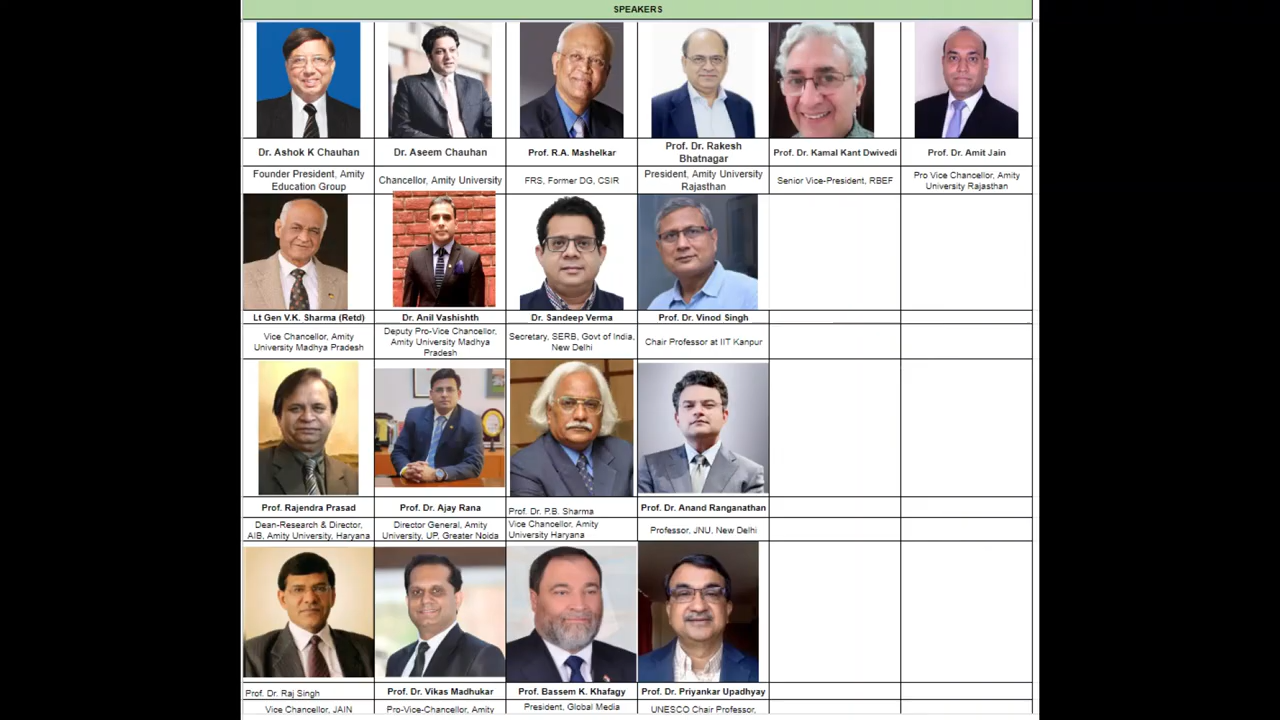 SPEAKERS
Dr. Ashok K Chauhan
Dr. Aseem Chauhan
Prof. R.A. Mashelkar
Prof. Dr. Rakesh
Bhatnagar
Prof. Dr. Kamal Kant Dwivedi
Prof. Dr. Amit Jain
Founder President, Amity
Education Group
Chancellor, Amity University
FRS, Former DG, CSIR
President, Amity University
Rajasthan
Senior Vice-President, RBEF
Pro Vice Chancellor, Amity
University Rajasthan
Lt Gen V.K. Sharma (Retd)
Dr. Anil Vashishth
Dr. Sandeep Verma
Prof. Dr. Vinod Singh
Vice Chancellor, Amity
University Madhya Pradesh
Deputy Pro-Vice Chancellor,
Amity University Madhya
Pradesh
Secretary, SERB, Govt of India,
New Delhi
Chair Professor at IIT Kanpur
Prof. Rajendra Prasad
Prof. Dr. Ajay Rana
Prof. Dr. P.B. Sharma
Prof. Dr. Anand Ranganathan
Dean-Research & Director,
AIB, Amity University, Haryana
Director General, Amity
University, UP, Greater Noida
Vice Chancellor, Amity
University Haryana
Professor, JNU, New Delhi
Prof. Dr. Raj Singh
Prof. Dr. Vikas Madhukar
Prof. Bassem K. Khafagy
Prof. Dr. Priyankar Upadhyay
Vice Chancellor, JAIN
Pro-Vice-Chancellor, Amity
President, Global Media
UNESCO Chair Professor,